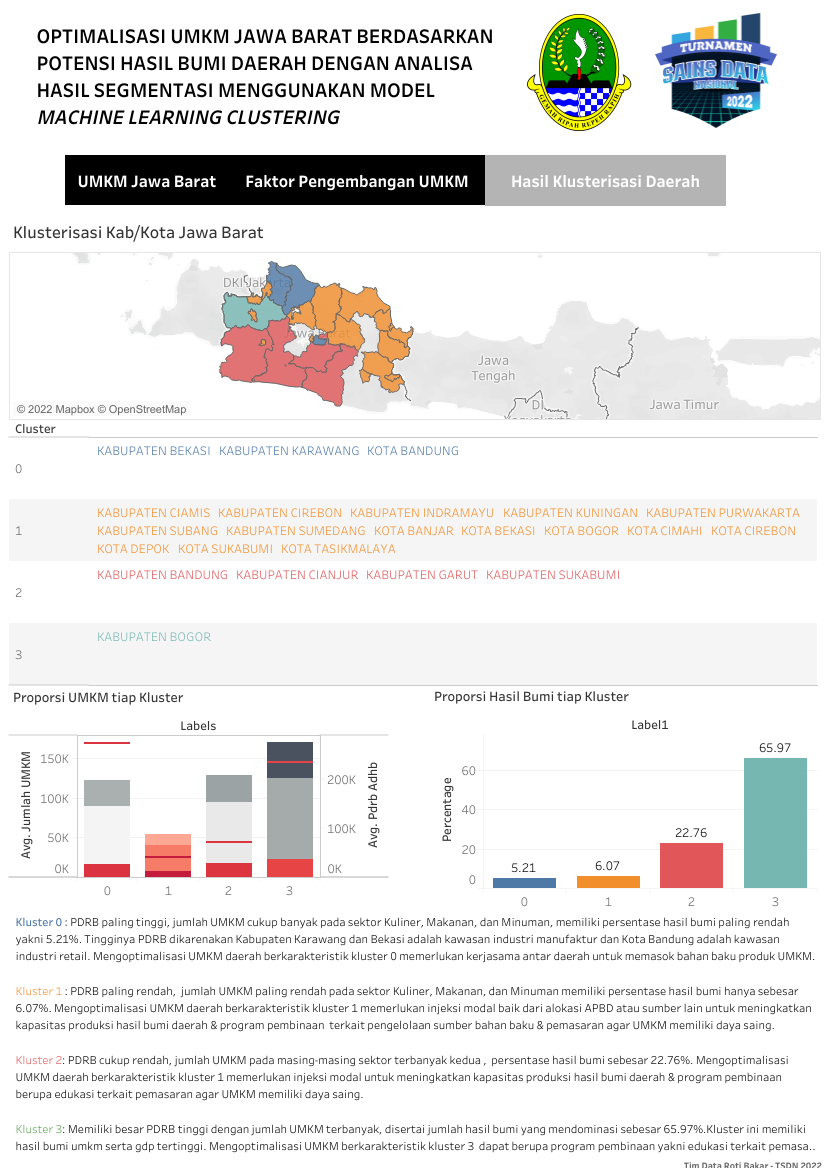 OPTIMALISASI UMKM JAWA BARAT BERDASARKAN
POTENSI HASIL BUMI DAERAH DENGAN ANALISA
HASIL SEGMENTASI MENGGUNAKAN MODEL
MACHINE LEARNING CLUSTERING
GEMAH RIPAH REPEH RAPIH
TURNAMEN
SAINS DATA
NASIONAL
2022
UMKM Jawa Barat
Faktor Pengembangan UMKM
Hasil Klusterisasi Daerah
Klusterisasi Kab/Kota Jawa Barat
DKI Jakarta
Jawa Barat
Jawa
Tengah
DI
Yogyakarta
Jawa Timur
© 2022 Mapbox © OpenStreetMap
Cluster
0
KABUPATEN BEKASI KABUPATEN KARAWANG KOTA BANDUNG
1
KABUPATEN CIAMIS KABUPATEN CIREBON KABUPATEN INDRAMAYU KABUPATEN KUNINGAN KABUPATEN PURWAKARTA
KABUPATEN SUBANG KABUPATEN SUMEDANG KOTA BANJAR KOTA BEKASI KOTA BOGOR KOTA CIMAHI KOTA CIREBON
KOTA DEPOK KOTA SUKABUMI KOTA TASIKMALAYA
2
KABUPATEN BANDUNG KABUPATEN CIANJUR KABUPATEN GARUT KABUPATEN SUKABUMI
3
KABUPATEN BOGOR
Proporsi UMKM tiap Kluster
Labels
Avg. Jumlah UMKM
150K
100K
50K
0K
0
1
2
3
200K
100K
0K
Avg. Pdrb Adhb
Proporsi Hasil Bumi tiap Kluster
Label1
Percentage
60
40
20
0
5.21
6.07
22.76
65.97
0
1
2
3
Kluster 0 : PDRB paling tinggi, jumlah UMKM cukup banyak pada sektor Kuliner, Makanan, dan Minuman, memiliki persentase hasil bumi paling rendah
yakni 5.21%. Tingginya PDRB dikarenakan Kabupaten Karawang dan Bekasi adalah kawasan industri manufaktur dan Kota Bandung adalah kawasan
industri retail. Mengoptimalisasi UMKM daerah berkarakteristik kluster 0 memerlukan kerjasama antar daerah untuk memasok bahan baku produk UMKM.
Kluster 1 : PDRB paling rendah, jumlah UMKM paling rendah pada sektor Kuliner, Makanan, dan Minuman memiliki persentase hasil bumi hanya sebesar
6.07%. Mengoptimalisasi UMKM daerah berkarakteristik kluster 1 memerlukan injeksi modal baik dari alokasi APBD atau sumber lain untuk meningkatkan
kapasitas produksi hasil bumi daerah & program pembinaan terkait pengelolaan sumber bahan baku & pemasaran agar UMKM memiliki daya saing.
Kluster 2: PDRB cukup rendah, jumlah UMKM pada masing-masing sektor terbanyak kedua , persentase hasil bumi sebesar 22.76%. Mengoptimalisasi
UMKM daerah berkarakteristik kluster 1 memerlukan injeksi modal untuk meningkatkan kapasitas produksi hasil bumi daerah & program pembinaan
berupa edukasi terkait pemasaran agar UMKM memiliki daya saing.
Kluster 3: Memiliki besar PDRB tinggi dengan jumlah UMKM terbanyak, disertai jumlah hasil bumi yang mendominasi sebesar 65.97%.Kluster ini memiliki
hasil bumi umkm serta gdp tertinggi. Mengoptimalisasi UMKM berkarakteristik kluster 3 dapat berupa program pembinaan yakni edukasi terkait pemasa..
Tim Data Roti Bakar - TSDN 2022